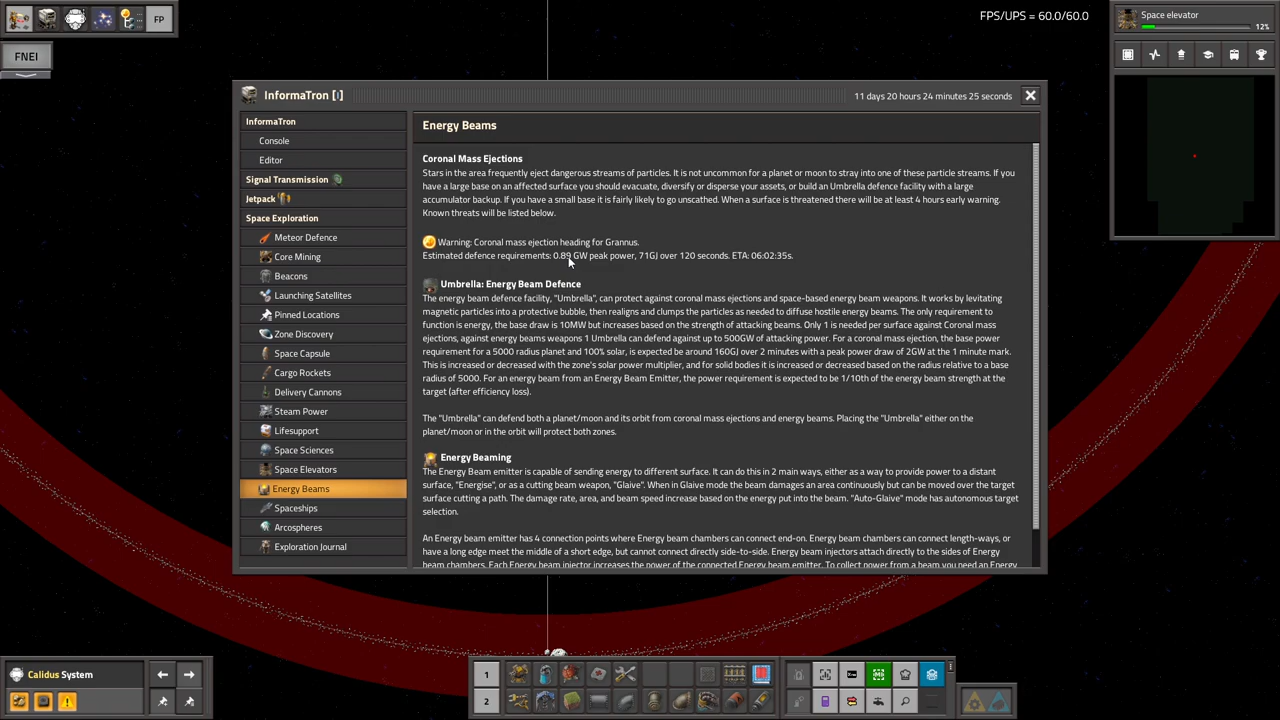 FP
FPS/UPS = 60.0/60.0
Space elevator
12%
FNEI
InformaTron [I]
11 days 20 hours 24 minutes 25 seconds
InformaTron
Console
Editor
Signal Transmission
Jetpack
Space Exploration
Meteor Defence
Core Mining
Beacons
Launching Satellites
Pinned Locations
Zone Discovery
Space Capsule
Cargo Rockets
Delivery Cannons
Steam Power
Lifesupport
Space Sciences
Space Elevators
Energy Beams
Spaceships
Arcospheres
Exploration Journal
Energy Beams
Coronal Mass Ejections
Stars in the area frequently eject dangerous streams of particles. It is not uncommon for a planet or moon to stray into one of these particle streams. If you
have a large base on an affected surface you should evacuate, diversify or disperse your assets, or build an Umbrella defence facility with a large
accumulator backup. If you have a small base it is fairly likely to go unscathed. When a surface is threatened there will be at least 4 hours early warning.
Known threats will be listed below.
Warning: Coronal mass ejection heading for Grannus.
Estimated defence requirements: 0.89 GW peak power, 71GJ over 120 seconds. ETA: 06:02:35s.
Umbrella: Energy Beam Defence
The energy beam defence facility, "Umbrella", can protect against coronal mass ejections and space-based energy beam weapons. It works by levitating
magnetic particles into a protective bubble, then realigns and clumps the particles as needed to diffuse hostile energy streams. The only requirement to
function is energy, the base draw is 10MW but increases based on the strength of attacking beams. Only 1 is needed per surface against Coronal mass
ejections, against energy beams weapons 1 Umbrella can defend against up to 500GW of attacking power. For a coronal mass ejection, the base power
requirement for a 5000 radius planet and 100% solar, is expected be around 160GJ over 2 minutes with a peak power draw of 2GW at the 1 minute mark.
This is increased or decreased with the zone's solar power multiplier, and for solid bodies it is increased or decreased based on the radius relative to a base
radius of 5000. For an energy beam from an Energy Beam Emitter, the power requirement is expected to be 1/10th of the energy beam strength at the
target (after efficiency loss).
The "Umbrella" can defend both a planet/moon and its orbit from coronal mass ejections and energy beams. Placing the "Umbrella" either on the
planet/moon or in the orbit will protect both zones.
Energy Beaming
The Energy Beam emitter is capable of sending energy to different surface. It can do this in 2 main ways, either as a way to provide power to a distant
surface, "Energise", or as a cutting beam weapon, "Glaive". When in Glaive mode the beam damages an area continuously but can be moved over the target
surface cutting a path. The damage rate, area, and beam speed increase based on the energy put into the beam. "Auto-Glaive" mode has autonomous target
selection.
An Energy beam emitter has 4 connection points where Energy beam chambers can connect end-on. Energy beam chambers can connect length-ways, or
have a long edge meet the middle of a short edge, but cannot connect directly side-to-side. Energy beam injectors attach directly to the sides of Energy
beam chambers. Each Energy beam injector increases the power of the connected Energy beam emitter. To collect power from a beam you need an Energy
Calidus System
1
2